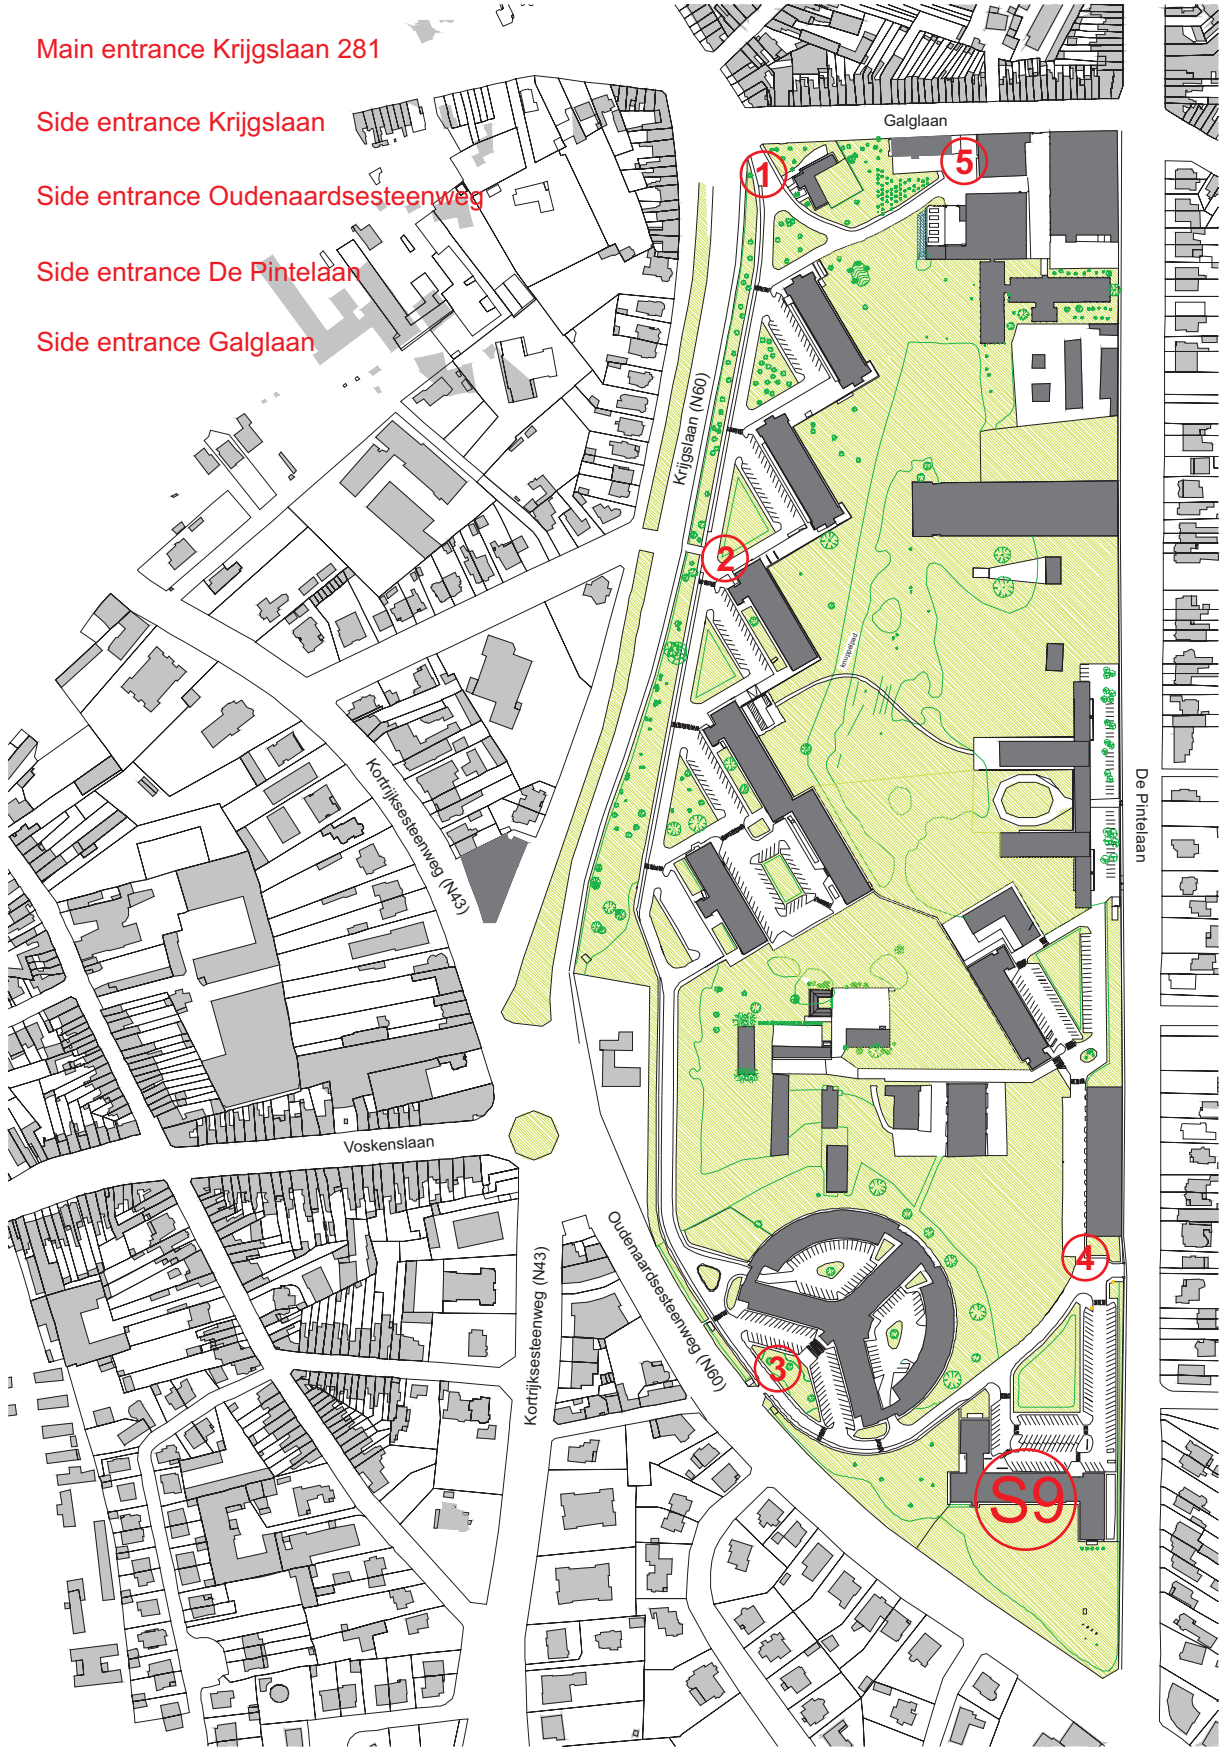 Main entrance Krijgslaan 281
Side entrance Krijgslaan
Side entrance Oudenaardsesteenweg
Side entrance De Pintelaan
Side entrance Galglaan
Galglaan
1
5
Krijgslaan (N60)
2
knuppelpad
Kortrijksesteenweg (N43)
De Pintelaan
Voskenslaan
Oudenaardsesteenweg (N60)
Kortrijksesteenweg (N43)
4
3
S9